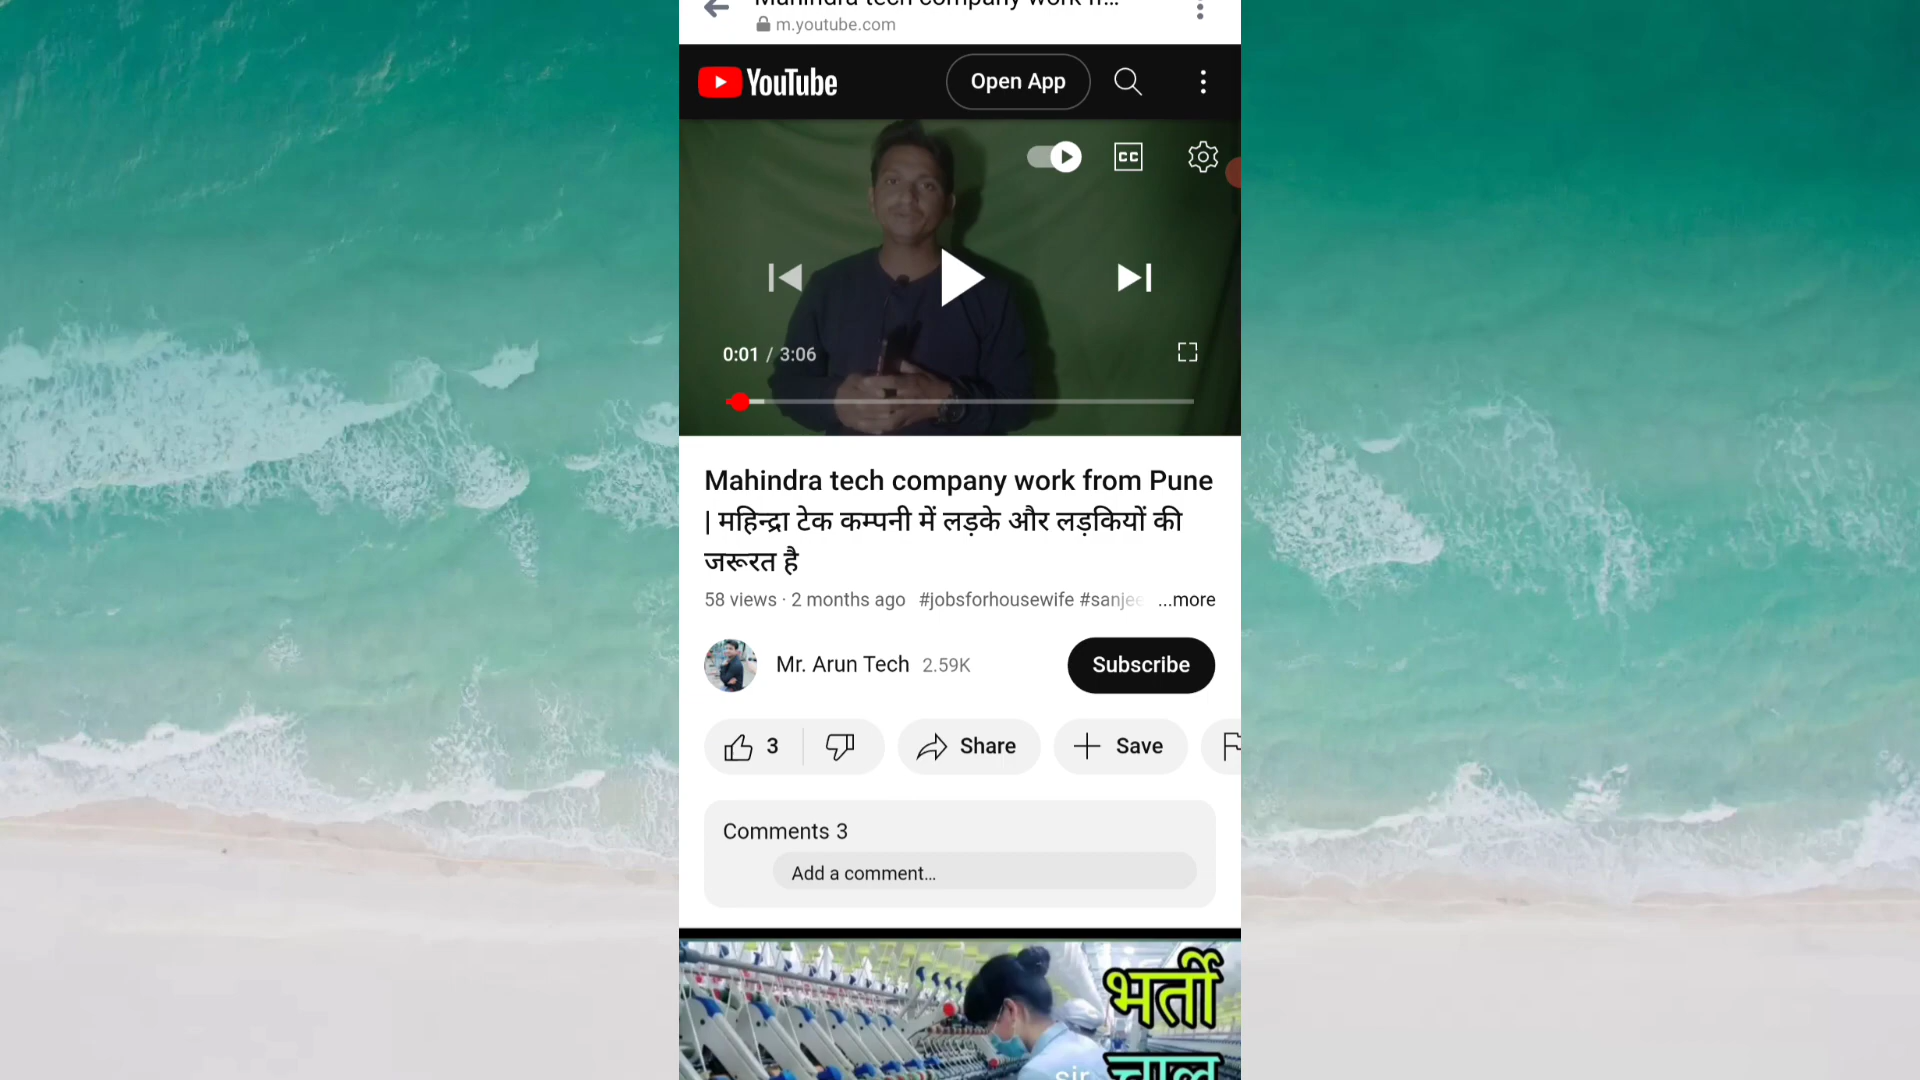 m.youtube.com
YouTube
Open App
CC
0:01 / 3:06
Mahindra tech company work from Pune
| महिन्द्रा टेक कम्पनी में लड़के और लड़कियों की
जरूरत है
58 views · 2 months ago #jobsforhousewife #sanjee ...more
Mr. Arun Tech 2.59K
Subscribe
3
Share
Save
Comments 3
Add a comment...
भर्ती
चालू
sir